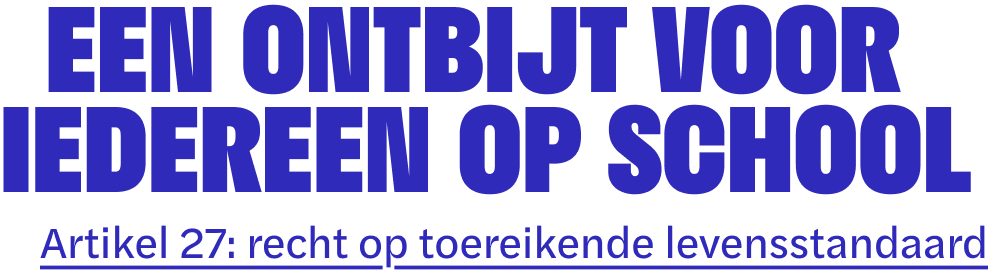 EEN ONTBIJT VOOR
IEDEREEN OP SCHOOL
Artikel 27: recht op toereikende levensstandaard